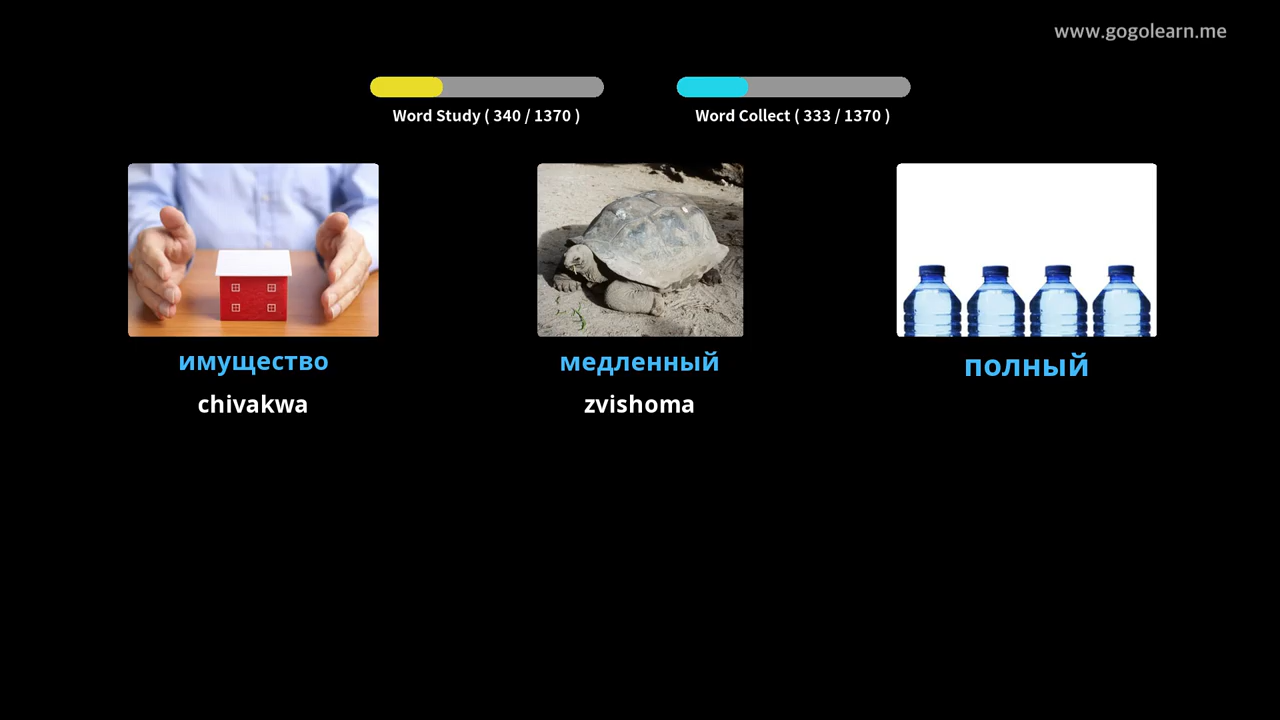 www.gogolearn.me
Word Study ( 340 / 1370 )
Word Collect ( 333 / 1370 )
имущество
медленный
полный
chivakwa
zvishoma